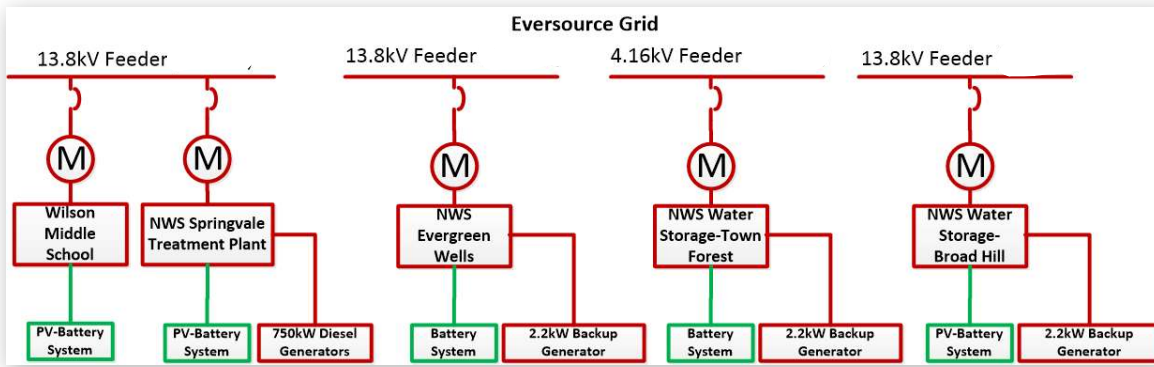 Eversource Grid
13.8kV Feeder
13.8kV Feeder
4.16kV Feeder
13.8kV Feeder
M
M
M
M
M
Wilson
Middle
School
NWS Springvale
Treatment Plant
NWS
Evergreen
Wells
NWS Water
Storage-Town
Forest
NWS Water
Storage-
Broad Hill
PV-Battery
System
PV-Battery
System
750kW Diesel
Generators
Battery
System
2.2kW Backup
Generator
Battery
System
2.2kW Backup
Generator
PV-Battery
System
2.2kW Backup
Generator